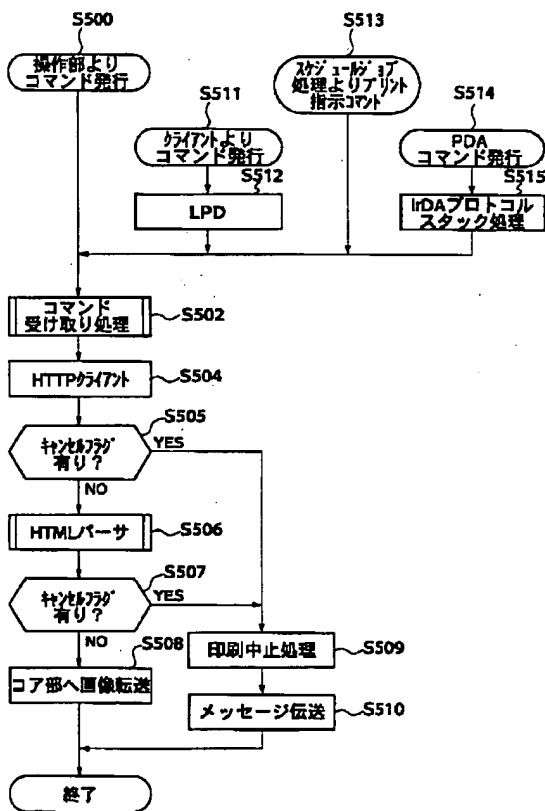 S500
操作部より
コマンド発行
S513
スケジュールジョブ
処理よりプリント
指示コマンド
S511
クライアントより
コマンド発行
S514
PDA
コマンド発行
S512
LPD
S515
IrDAプロトコル
スタック処理
コマンド
受け取り処理
S502
HTTPクライアント
S504
S505
キャンセルフラグ
有り？
YES
NO
HTMLパーサ
S506
S507
キャンセルフラグ
有り？
YES
NO
S508
コア部へ画像転送
印刷中止処理
S509
メッセージ伝送
S510
終了